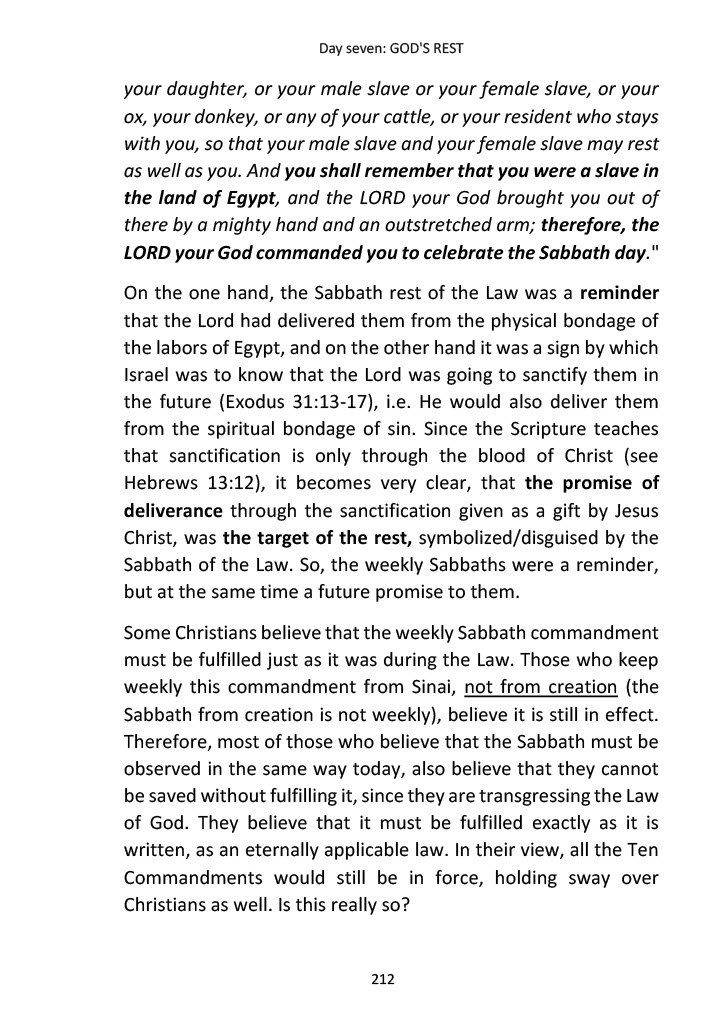 Day seven: GOD'S REST
your daughter, or your male slave or your female slave, or your
ox, your donkey, or any of your cattle, or your resident who stays
with you, so that your male slave and your female slave may rest
as well as you. And you shall remember that you were a slave in
the land of Egypt, and the LORD your God brought you out of
there by a mighty hand and an outstretched arm; therefore, the
LORD your God commanded you to celebrate the Sabbath day."
On the one hand, the Sabbath rest of the Law was a reminder
that the Lord had delivered them from the physical bondage of
the labors of Egypt, and on the other hand it was a sign by which
Israel was to know that the Lord was going to sanctify them in
the future (Exodus 31:13-17), i.e. He would also deliver them
from the spiritual bondage of sin. Since the Scripture teaches
that sanctification is only through the blood of Christ (see
Hebrews 13:12), it becomes very clear, that the promise of
deliverance through the sanctification given as a gift by Jesus
Christ, was the target of the rest, symbolized/disguised by the
Sabbath of the Law. So, the weekly Sabbaths were a reminder,
but at the same time a future promise to them.
Some Christians believe that the weekly Sabbath commandment
must be fulfilled just as it was during the Law. Those who keep
weekly this commandment from Sinai, not from creation (the
Sabbath from creation is not weekly), believe it is still in effect.
Therefore, most of those who believe that the Sabbath must be
observed in the same way today, also believe that they cannot
be saved without fulfilling it, since they are transgressing the Law
of God. They believe that it must be fulfilled exactly as it is
written, as an eternally applicable law. In their view, all the Ten
Commandments would still be in force, holding sway over
Christians as well. Is this really so?
212